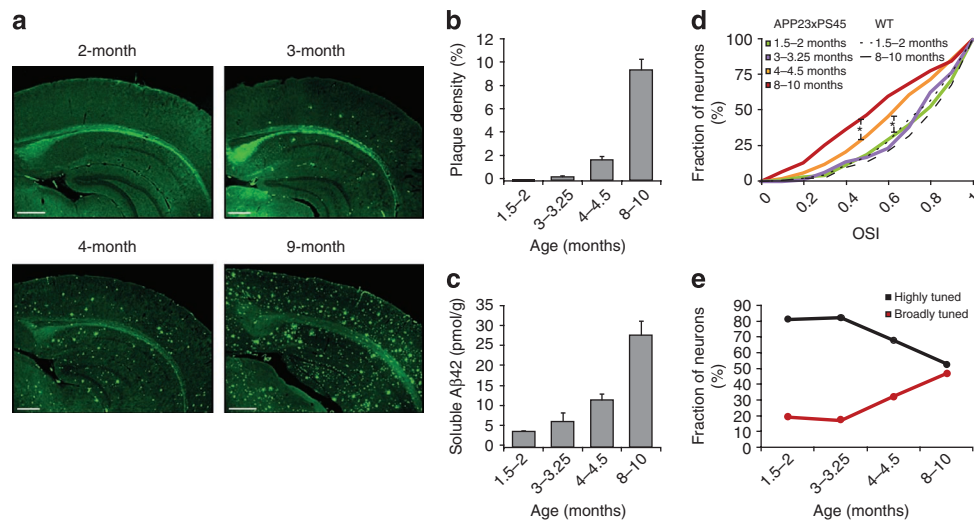 a
2-month
3-month
4-month
9-month
b
Plaque density (%)
12
10
8
6
4
2
0
1.5–2
3–3.25
4–4.5
8–10
Age (months)
c
Soluble Aβ42 (pmol/g)
35
30
25
20
15
10
5
0
1.5–2
3–3.25
4–4.5
8–10
Age (months)
d
APP23xPS45
WT
1.5–2 months
3–3.25 months
4–4.5 months
8–10 months
1.5–2 months
8–10 months
Fraction of neurons
(%)
100
75
50
25
0
*
*
0
0.2
0.4
0.6
0.8
1
OSI
e
Highly tuned
Broadly tuned
Fraction of neurons
(%)
90
80
70
60
50
40
30
20
10
0
1.5–2
3–3.25
4–4.5
8–10
Age (months)